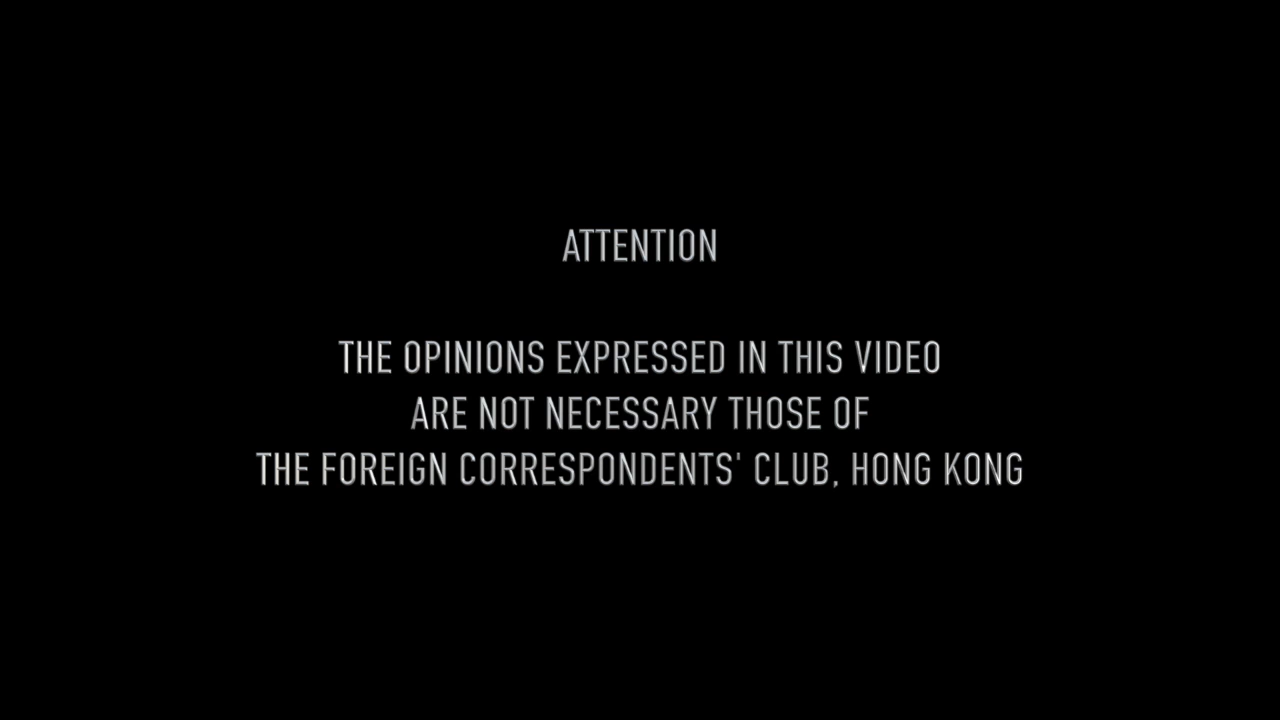 ATTENTION
THE OPINIONS EXPRESSED IN THIS VIDEO
ARE NOT NECESSARY THOSE OF
THE FOREIGN CORRESPONDENTS' CLUB, HONG KONG